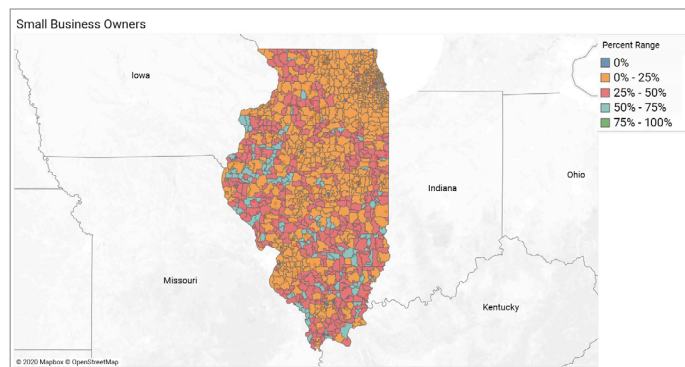 Small Business Owners
Percent Range
0%
0% - 25%
25% - 50%
50% - 75%
75% - 100%
Iowa
Ohio
Indiana
Missouri
Kentucky
© 2020 Mapbox © OpenStreetMap